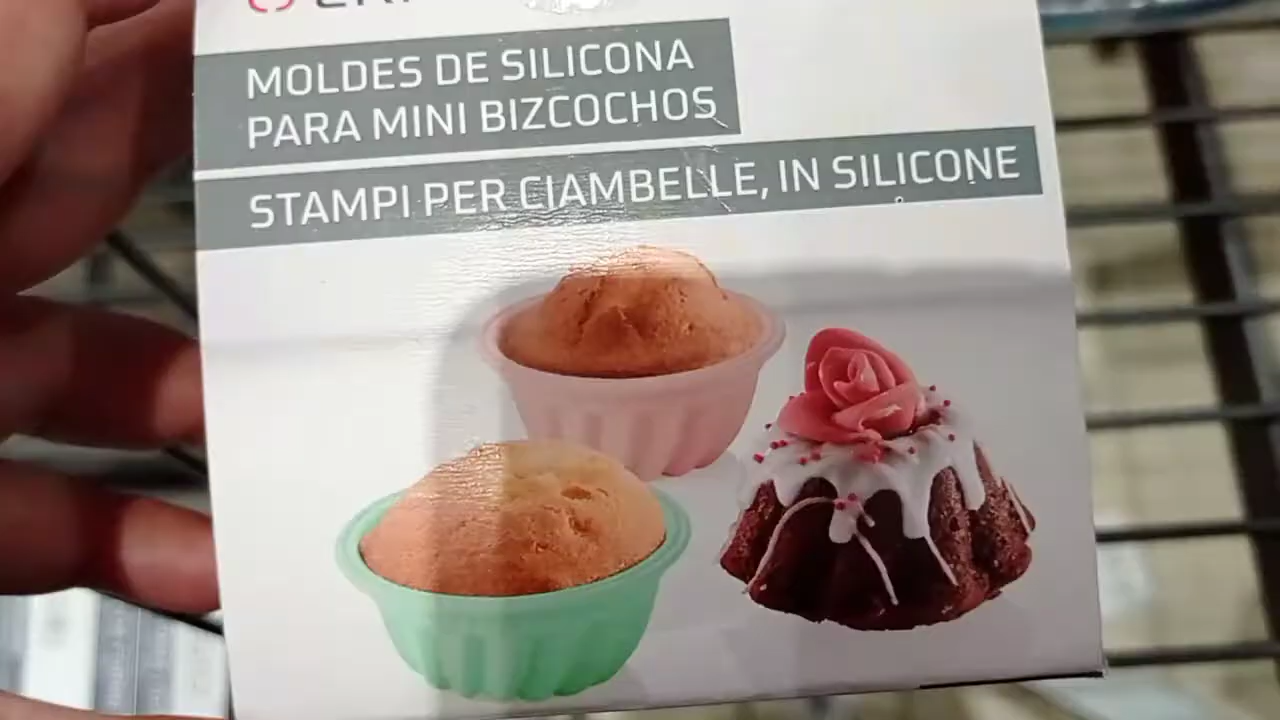 MOLDES DE SILICONA
PARA MINI BIZCOCHOS
STAMPI PER CIAMBELLE, IN SILICONE